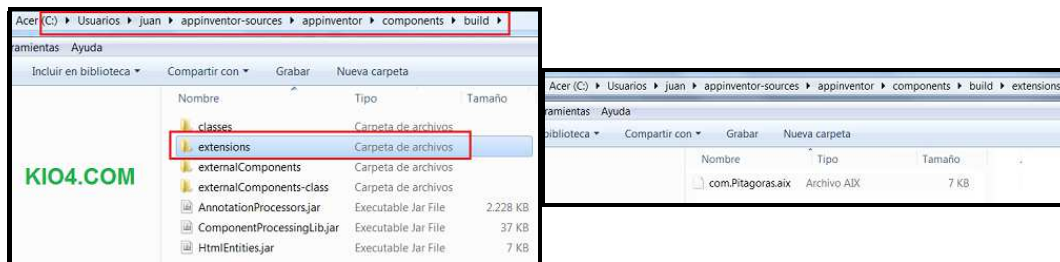 Acer (C:) ▸ Usuarios ▸ juan ▸ appinventor-sources ▸ appinventor ▸ components ▸ build ▸
ramientas Ayuda
Incluir en biblioteca ▾ Compartir con ▾ Grabar Nueva carpeta
Nombre Tipo Tamaño
classes Carpeta de archivos
extensions Carpeta de archivos
externalComponents Carpeta de archivos
externalComponents-class Carpeta de archivos
AnnotationProcessors.jar Executable Jar File 2.228 KB
ComponentProcessingLib.jar Executable Jar File 37 KB
HtmlEntities.jar Executable Jar File 7 KB
KIO4.COM
Acer (C:) ▸ Usuarios ▸ juan ▸ appinventor-sources ▸ appinventor ▸ components ▸ build ▸ extensions
ramientas Ayuda
biblioteca ▾ Compartir con ▾ Grabar Nueva carpeta
Nombre Tipo Tamaño
com.Pitagoras.aix Archivo AIX 7 KB